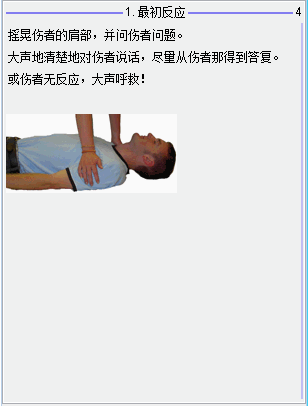 1. 最初反应
4
摇晃伤者的肩部，并问伤者问题。
大声地清楚地对伤者说话，尽量从伤者那得到答复。
或伤者无反应，大声呼救！